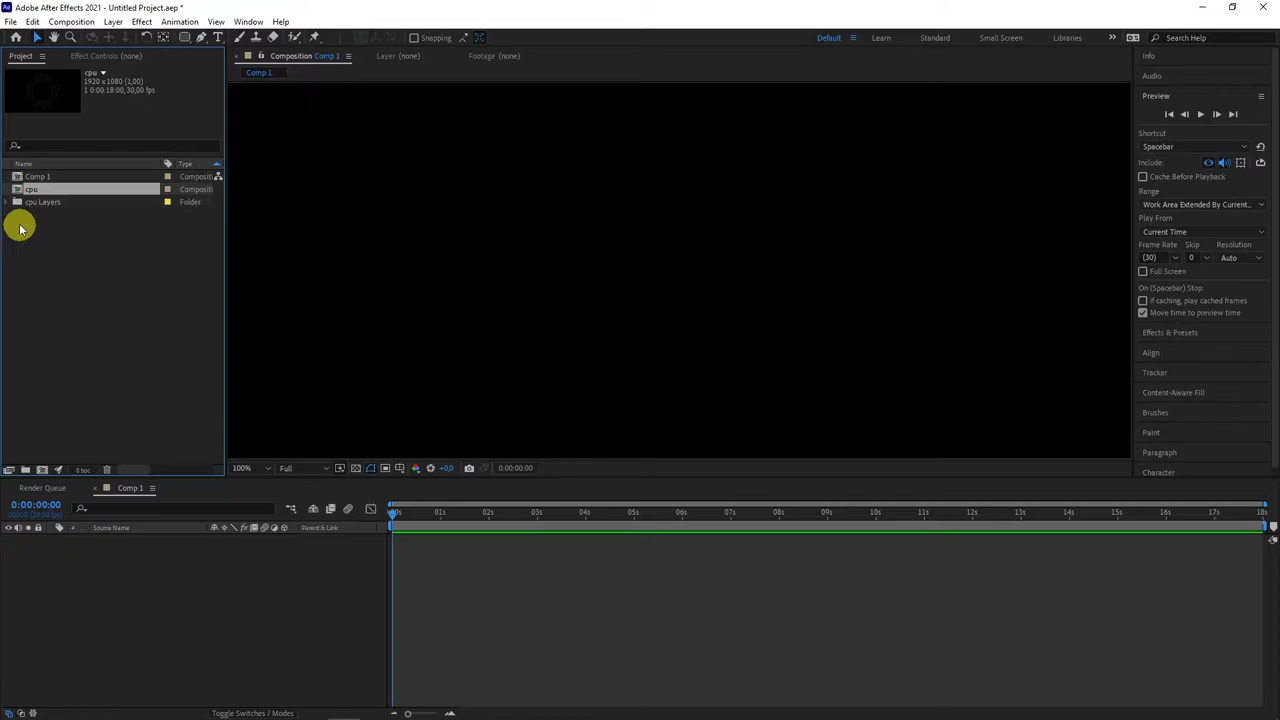 Adobe After Effects 2021 - Untitled Project.aep *
File Edit Composition Layer Effect Animation View Window Help
Snapping
Default Learn Standard Small Screen Libraries Search Help
Project Effect Controls (none)
Composition Comp 1 Layer (none) Footage (none)
Comp 1
cpu
1920 x 1080 (1,00)
1 0:00:18:00, 30,00 fps
Name Type
Comp 1 Compositi
cpu Compositi
cpu Layers Folder
8 bpc
100% Full +0,0 0:00:00:00
Info
Audio
Preview
Shortcut
Spacebar
Include:
Cache Before Playback
Range
Work Area Extended By Current...
Play From
Current Time
Frame Rate Skip Resolution
(30) 0 Auto
Full Screen
On (Spacebar) Stop:
If caching, play cached frames
Move time to preview time
Effects & Presets
Align
Tracker
Content-Aware Fill
Brushes
Paint
Paragraph
Character
Render Queue Comp 1
0:00:00:00
Source Name Parent & Link
01s 02s 03s 04s 05s 06s 07s 08s 09s 10s 11s 12s 13s 14s 15s 16s 17s 18s
Toggle Switches / Modes